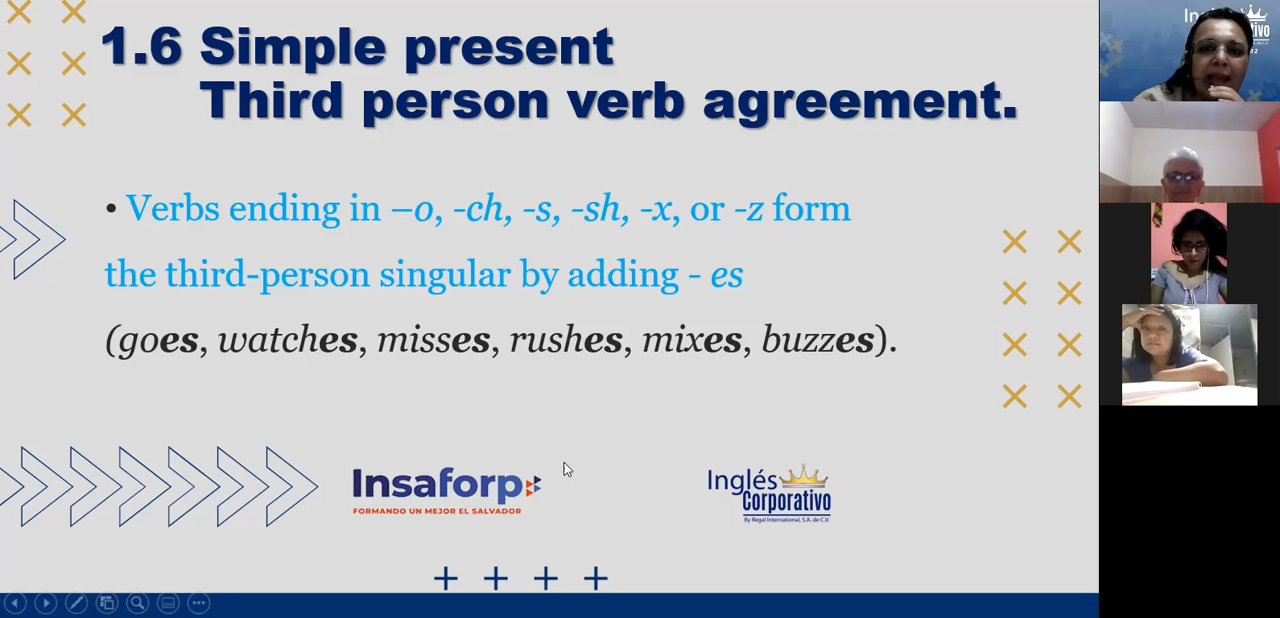 1.6 Simple present
Third person verb agreement.
• Verbs ending in –o, -ch, -s, -sh, -x, or -z form
the third-person singular by adding - es
(goes, watches, misses, rushes, mixes, buzzes).
Insaforp
FORMANDO UN MEJOR EL SALVADOR
Inglés
Corporativo
By Regal International, S.A. de C.V.